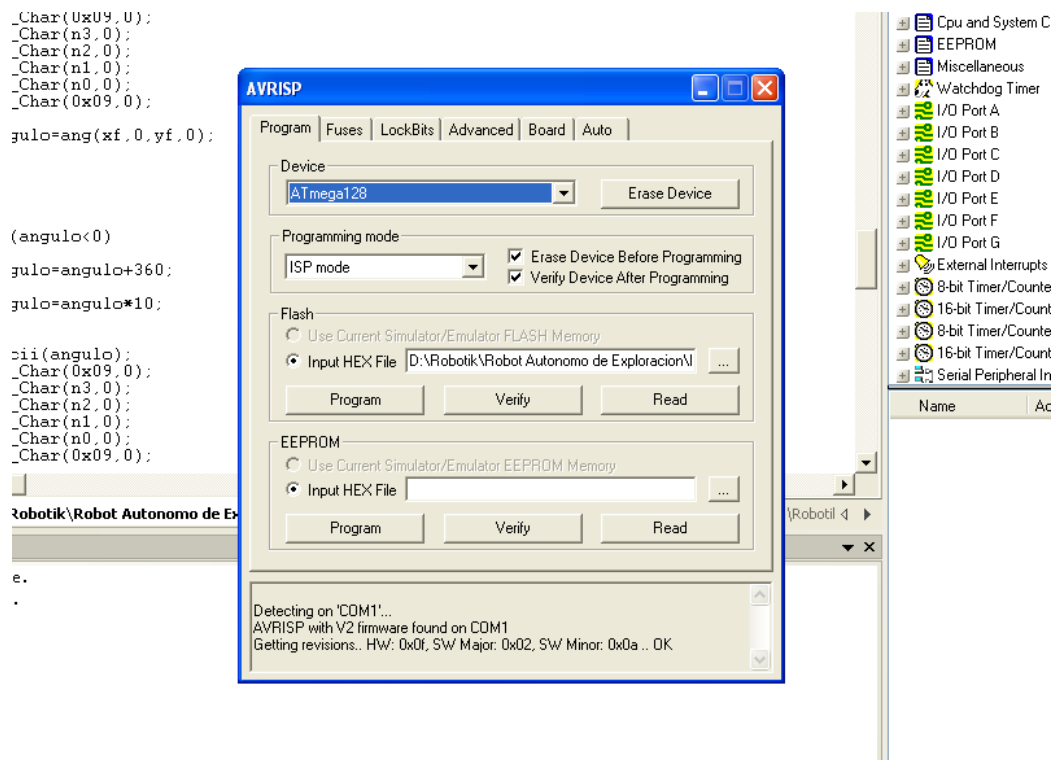 _Char(0x09,0);
_Char(n3,0);
_Char(n2,0);
_Char(n1,0);
_Char(n0,0);
_Char(0x09,0);
gulo=ang(xf,0,yf,0);
(angulo<0)
gulo=angulo+360;
gulo=angulo*10;
cii(angulo);
_Char(0x09,0);
_Char(n3,0);
_Char(n2,0);
_Char(n1,0);
_Char(n0,0);
_Char(0x09,0);
Robotik\Robot Autonomo de Ex
e.
.
AVRISP
Program Fuses LockBits Advanced Board Auto
Device
ATmega128 Erase Device
Programming mode
ISP mode
Erase Device Before Programming
Verify Device After Programming
Flash
Use Current Simulator/Emulator FLASH Memory
Input HEX File D:\Robotik\Robot Autonomo de Exploracion\I ...
Program Verify Read
EEPROM
Use Current Simulator/Emulator EEPROM Memory
Input HEX File ...
Program Verify Read
Detecting on 'COM1'...
AVRISP with V2 firmware found on COM1
Getting revisions.. HW: 0x0f, SW Major: 0x02, SW Minor: 0x0a .. OK
\Robotil
Cpu and System C
EEPROM
Miscellaneous
Watchdog Timer
I/O Port A
I/O Port B
I/O Port C
I/O Port D
I/O Port E
I/O Port F
I/O Port G
External Interrupts
8-bit Timer/Counte
16-bit Timer/Count
8-bit Timer/Counte
16-bit Timer/Count
Serial Peripheral In
Name Ad